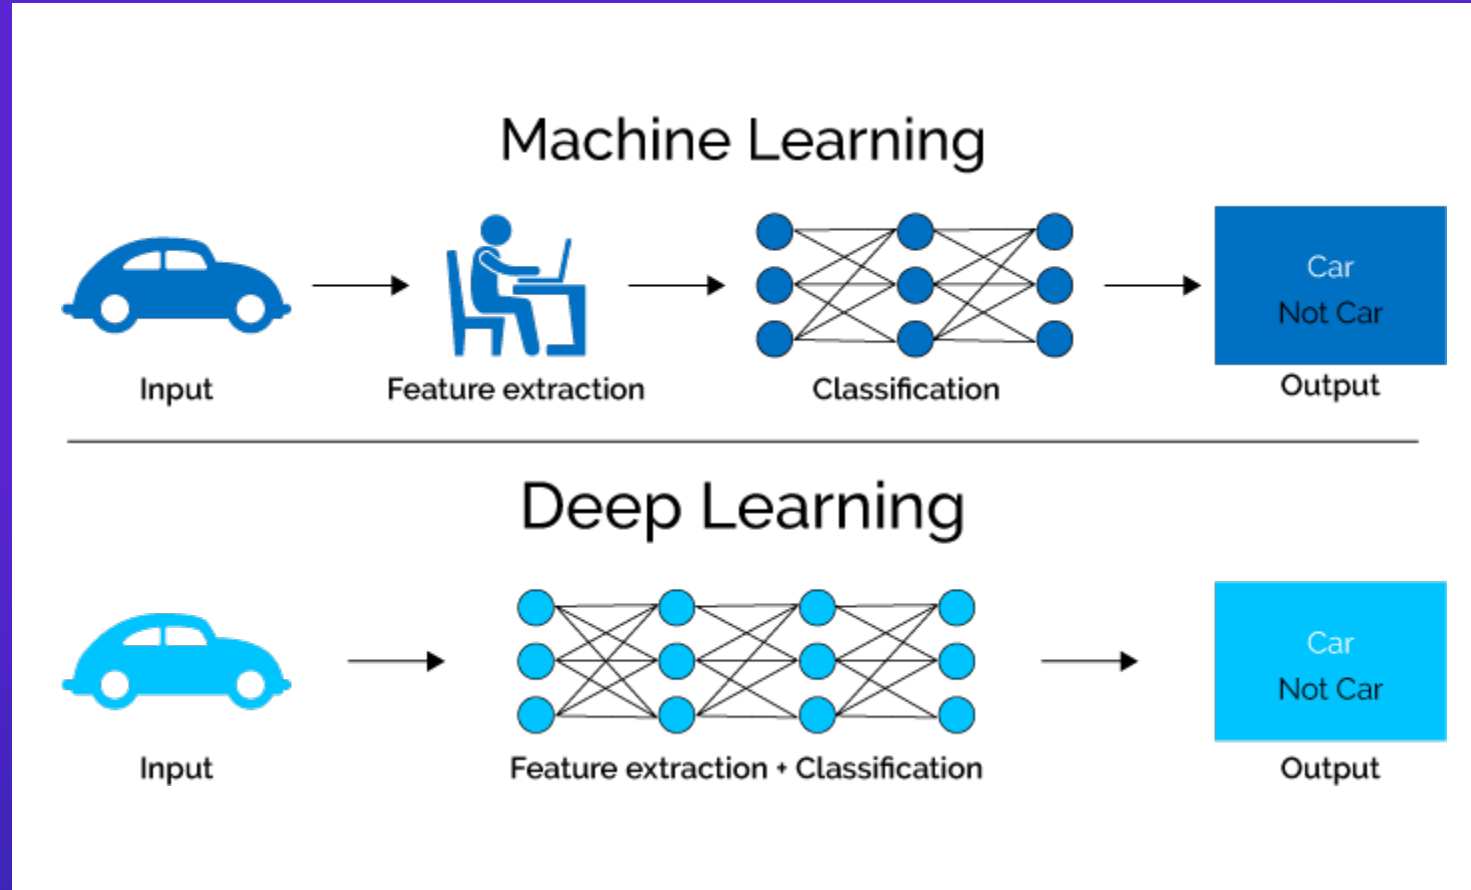 Machine Learning
Car
Not Car
Input
Feature extraction
Classification
Output
Deep Learning
Car
Not Car
Input
Feature extraction + Classification
Output